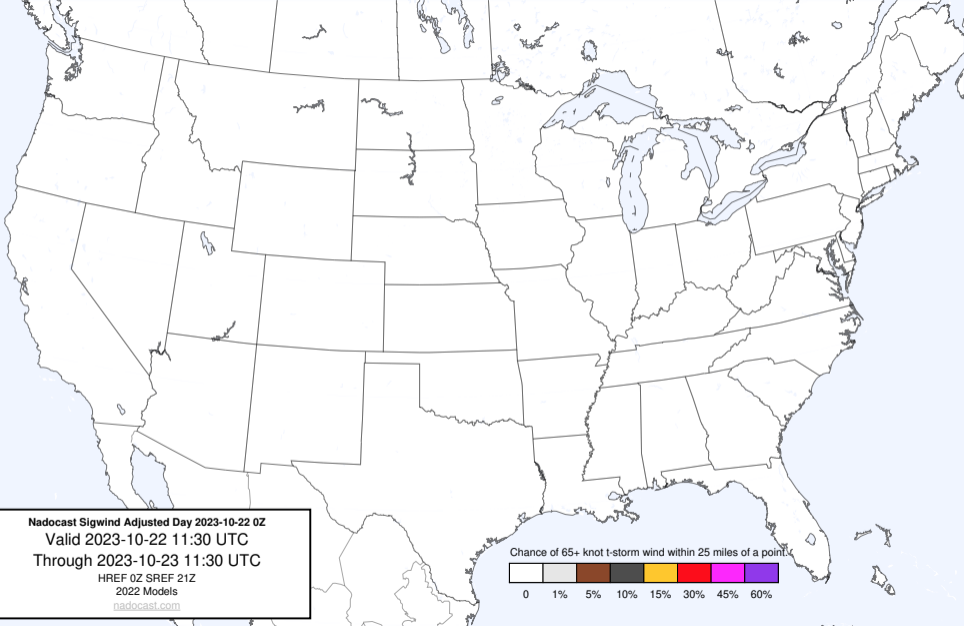 Nadocast Sigwind Adjusted Day 2023-10-22 0Z
Valid 2023-10-22 11:30 UTC
Through 2023-10-23 11:30 UTC
HREF 0Z SREF 21Z
2022 Models
nadocast.com
Chance of 65+ knot t-storm wind within 25 miles of a point.
0 1% 5% 10% 15% 30% 45% 60%